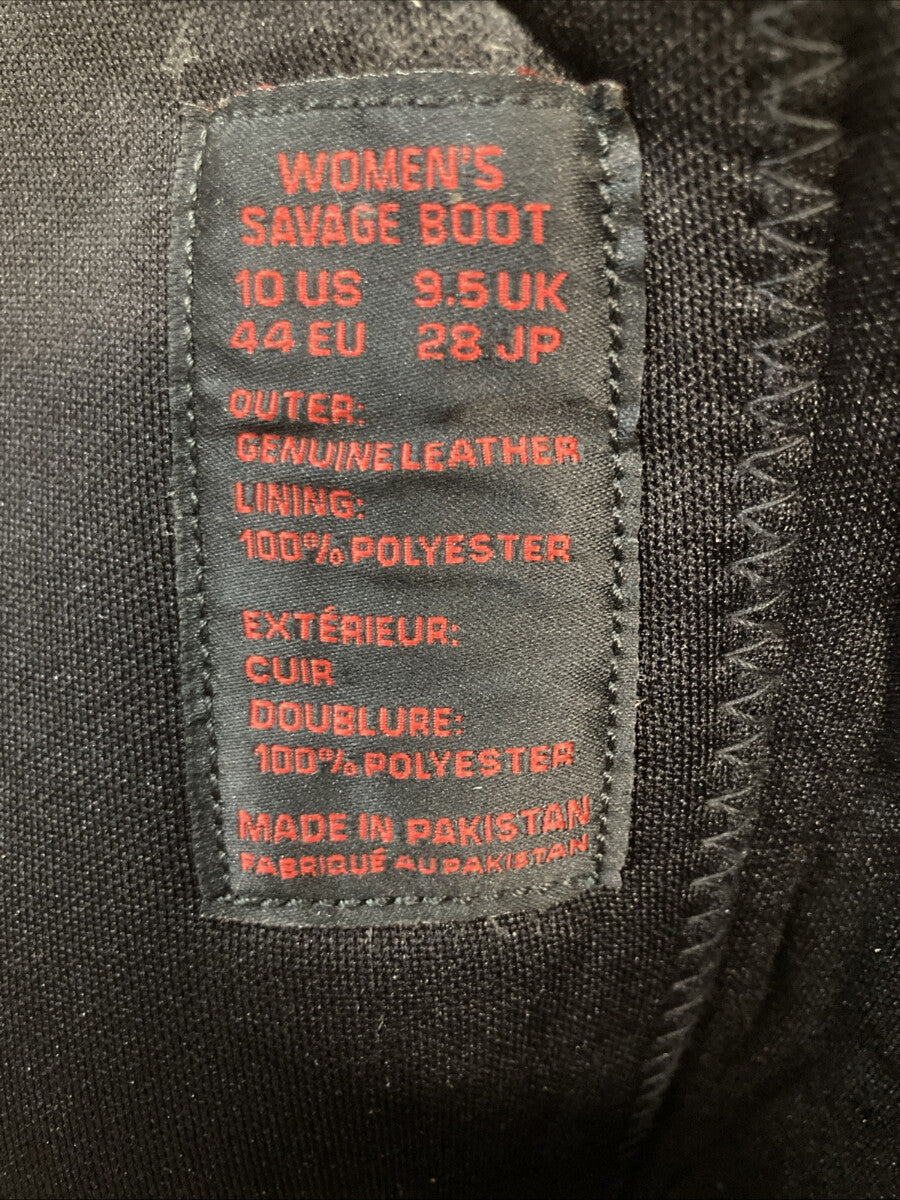 WOMEN'S
SAVAGE BOOT
10 US 9.5 UK
44 EU 28 JP
OUTER:
GENUINE LEATHER
LINING:
100% POLYESTER
EXTÉRIEUR:
CUIR
DOUBLURE:
100% POLYESTER
MADE IN PAKISTAN
FABRIQUÉ AU PAKISTAN